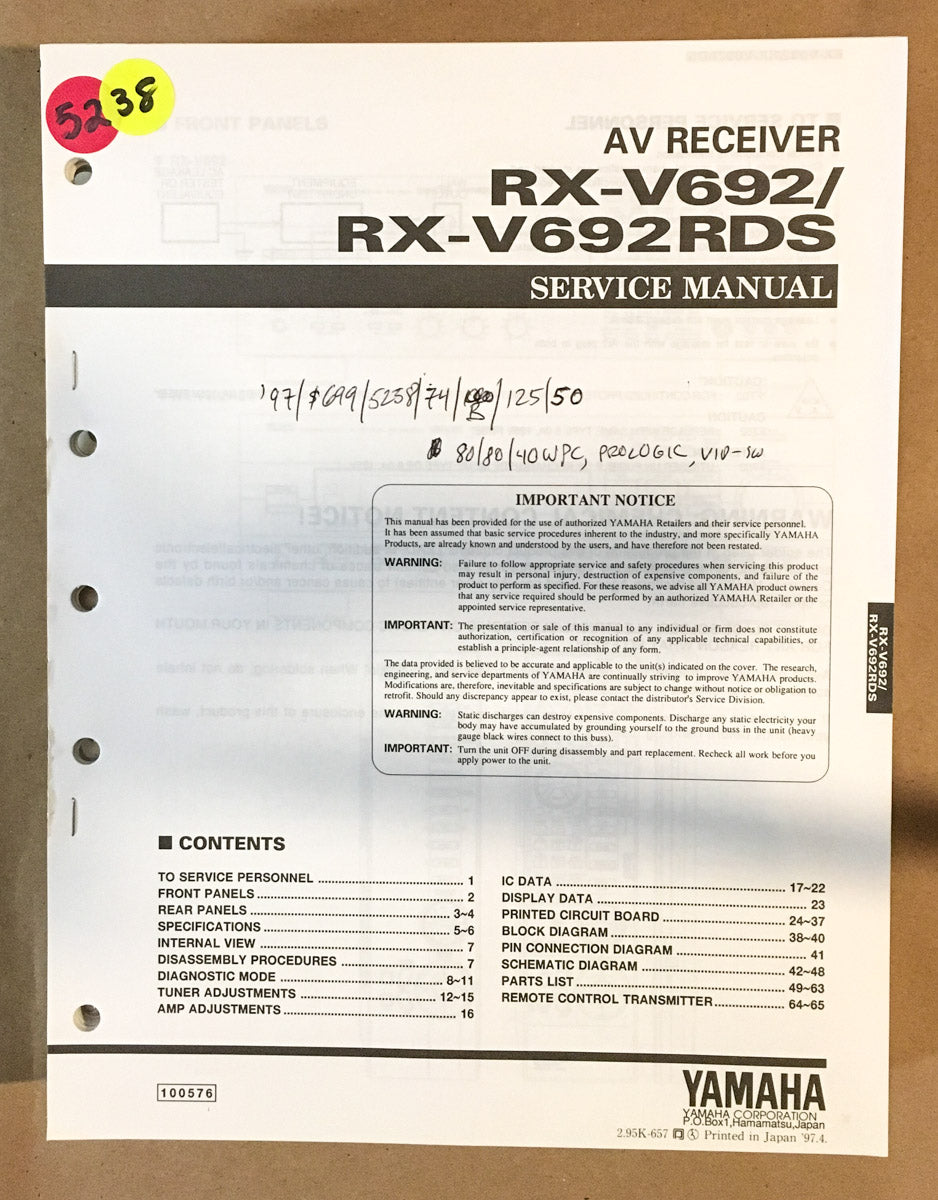 5238
AV RECEIVER
RX-V692/
RX-V692RDS
SERVICE MANUAL
'97/$699/5238/74/B/125/50
80/80/40WPC, PROLOGIC, VID-SW
IMPORTANT NOTICE
This manual has been provided for the use of authorized YAMAHA Retailers and their service personnel.
It has been assumed that basic service procedures inherent to the industry, and more specifically YAMAHA
Products, are already known and understood by the users, and have therefore not been restated.
WARNING: Failure to follow appropriate service and safety procedures when servicing this product
may result in personal injury, destruction of expensive components, and failure of the
product to perform as specified. For these reasons, we advise all YAMAHA product owners
that any service required should be performed by an authorized YAMAHA Retailer or the
appointed service representative.
IMPORTANT: The presentation or sale of this manual to any individual or firm does not constitute
authorization, certification or recognition of any applicable technical capabilities, or
establish a principle-agent relationship of any form.
The data provided is believed to be accurate and applicable to the unit(s) indicated on the cover. The research,
engineering, and service departments of YAMAHA are continually striving to improve YAMAHA products.
Modifications are, therefore, inevitable and specifications are subject to change without notice or obligation to
retrofit. Should any discrepancy appear to exist, please contact the distributor's Service Division.
WARNING: Static discharges can destroy expensive components. Discharge any static electricity your
body may have accumulated by grounding yourself to the ground buss in the unit (heavy
gauge black wires connect to this buss).
IMPORTANT: Turn the unit OFF during disassembly and part replacement. Recheck all work before you
apply power to the unit.
RX-V692/
RX-V692RDS
■ CONTENTS
TO SERVICE PERSONNEL ............ 1
FRONT PANELS ............ 2
REAR PANELS ............ 3~4
SPECIFICATIONS ............ 5~6
INTERNAL VIEW ............ 7
DISASSEMBLY PROCEDURES ............ 7
DIAGNOSTIC MODE ............ 8~11
TUNER ADJUSTMENTS ............ 12~15
AMP ADJUSTMENTS ............ 16
IC DATA ............ 17~22
DISPLAY DATA ............ 23
PRINTED CIRCUIT BOARD ............ 24~37
BLOCK DIAGRAM ............ 38~40
PIN CONNECTION DIAGRAM ............ 41
SCHEMATIC DIAGRAM ............ 42~48
PARTS LIST ............ 49~63
REMOTE CONTROL TRANSMITTER ............ 64~65
100576
YAMAHA
YAMAHA CORPORATION
P.O.Box1,Hamamatsu,Japan
2.95K-657 Printed in Japan '97.4.